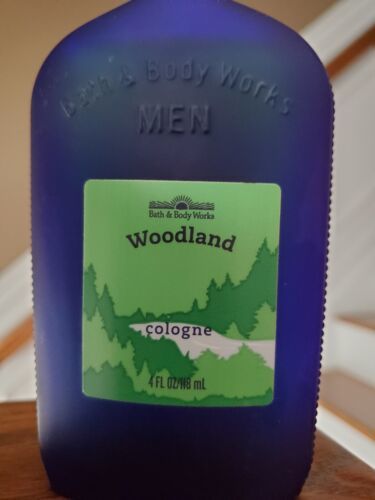 Bath & Body Works
MEN
Bath & Body Works
Woodland
cologne
4 FL OZ/118 mL